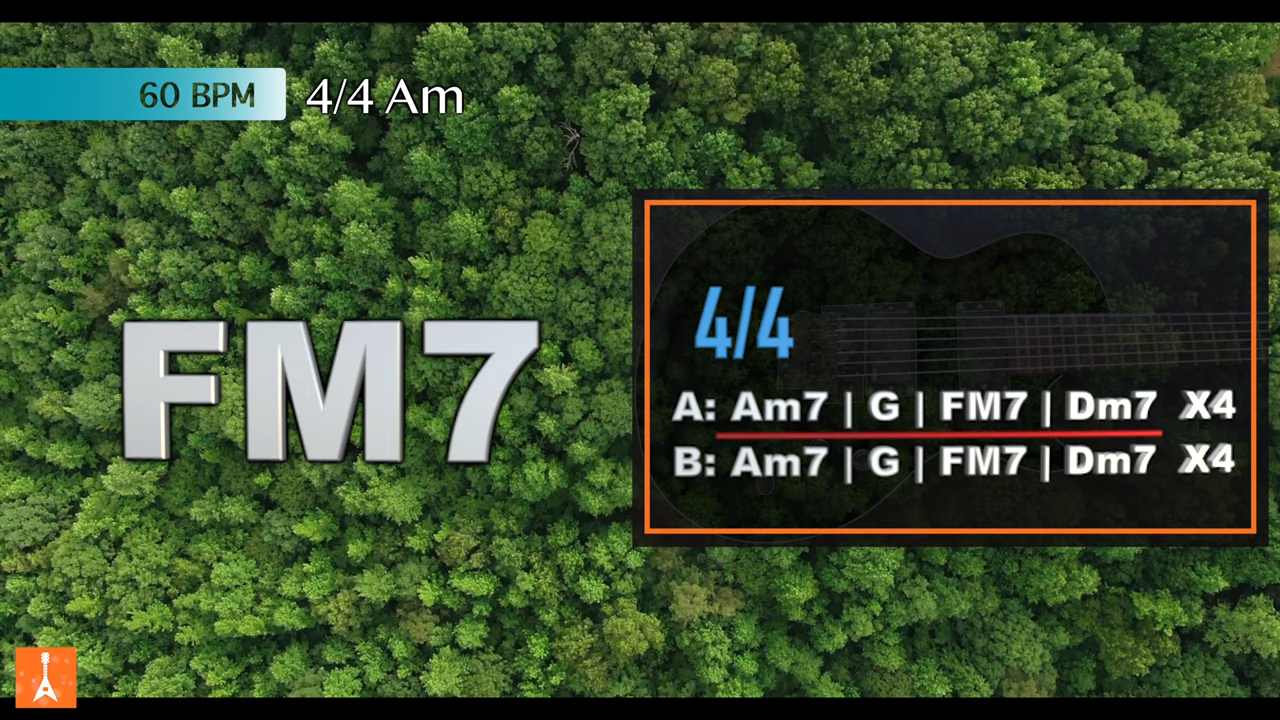 60 BPM 4/4 Am
FM7
4/4
A: Am7 | G | FM7 | Dm7 X4
B: Am7 | G | FM7 | Dm7 X4